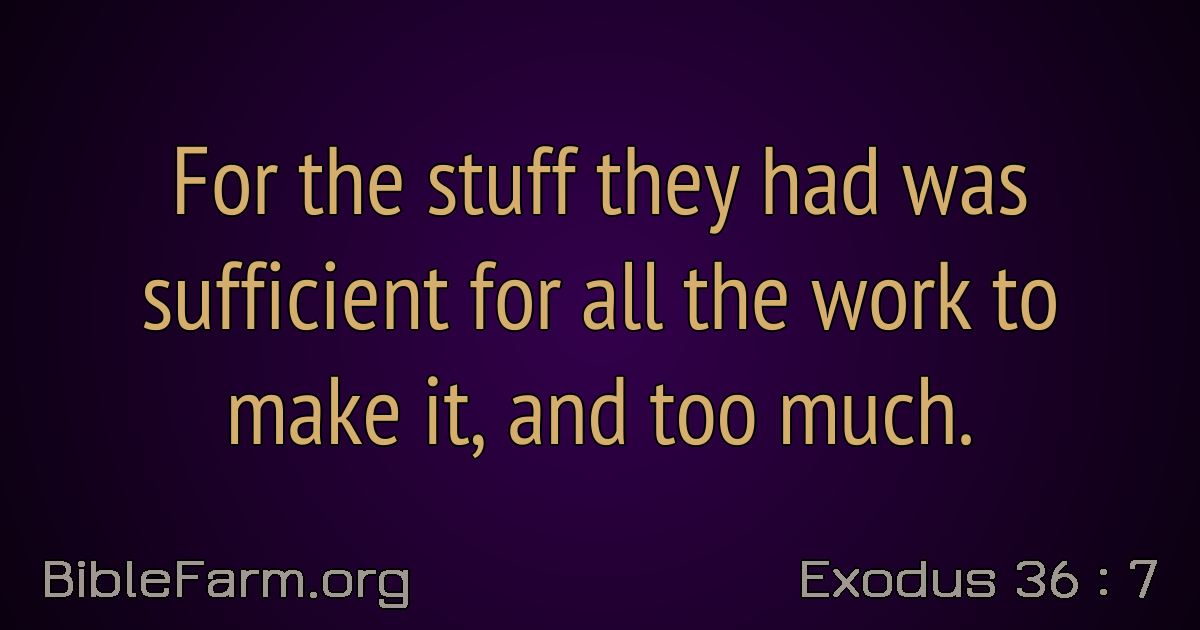 For the stuff they had was
sufficient for all the work to
make it, and too much.
BibleFarm.org
Exodus 36 : 7